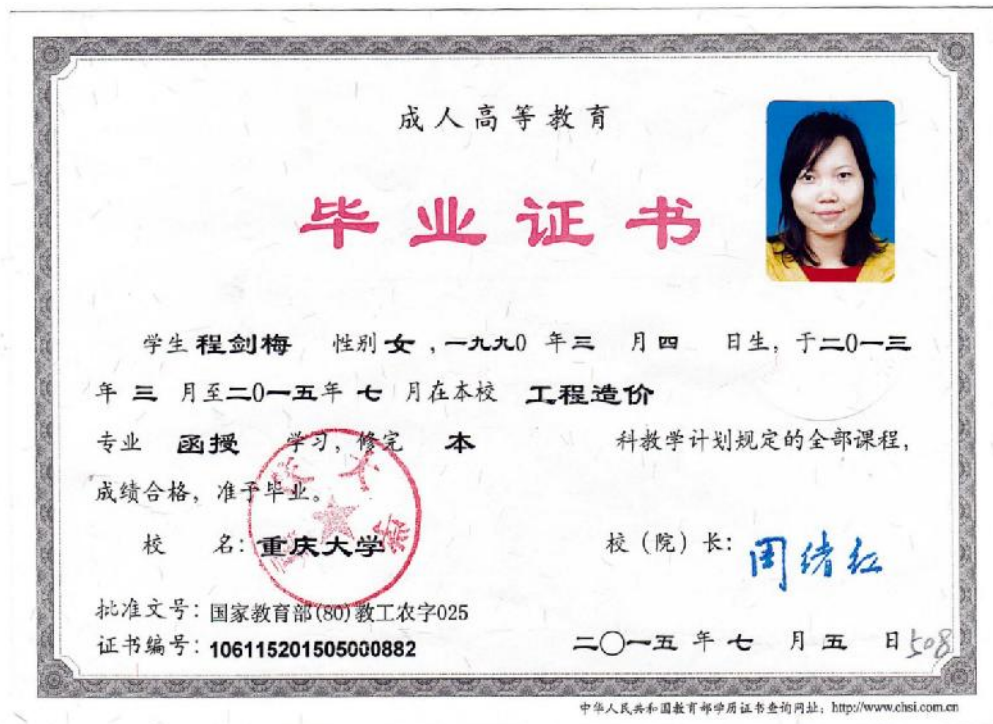 成人高等教育
毕业证书
学生 程剑梅 性别 女 ，一九九0 年 三 月 四 日生，于二0一三
年 三 月至二0一五年 七 月在本校 工程造价
专业 函授 学习，修完 本 科教学计划规定的全部课程，
成绩合格，准予毕业。
校 名：重庆大学 校（院）长：周绪红
批准文号：国家教育部(80)教工农字025
证书编号：106115201505000882 二〇一五 年 七 月 五 日 508
中华人民共和国教育部学历证书查询网址：http://www.chsi.com.cn